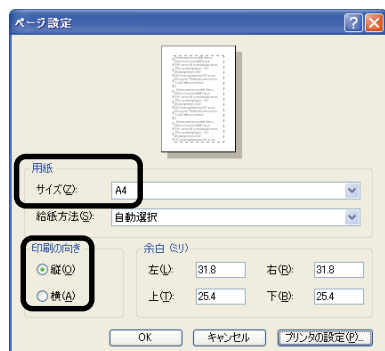 ページ設定
用紙
サイズ(Z): A4
給紙方法(S): 自動選択
印刷の向き
縦(O)
横(A)
余白 (ミリ)
左(L): 31.8 右(R): 31.8
上(T): 25.4 下(B): 25.4
OK キャンセル プリンタの設定(P)...